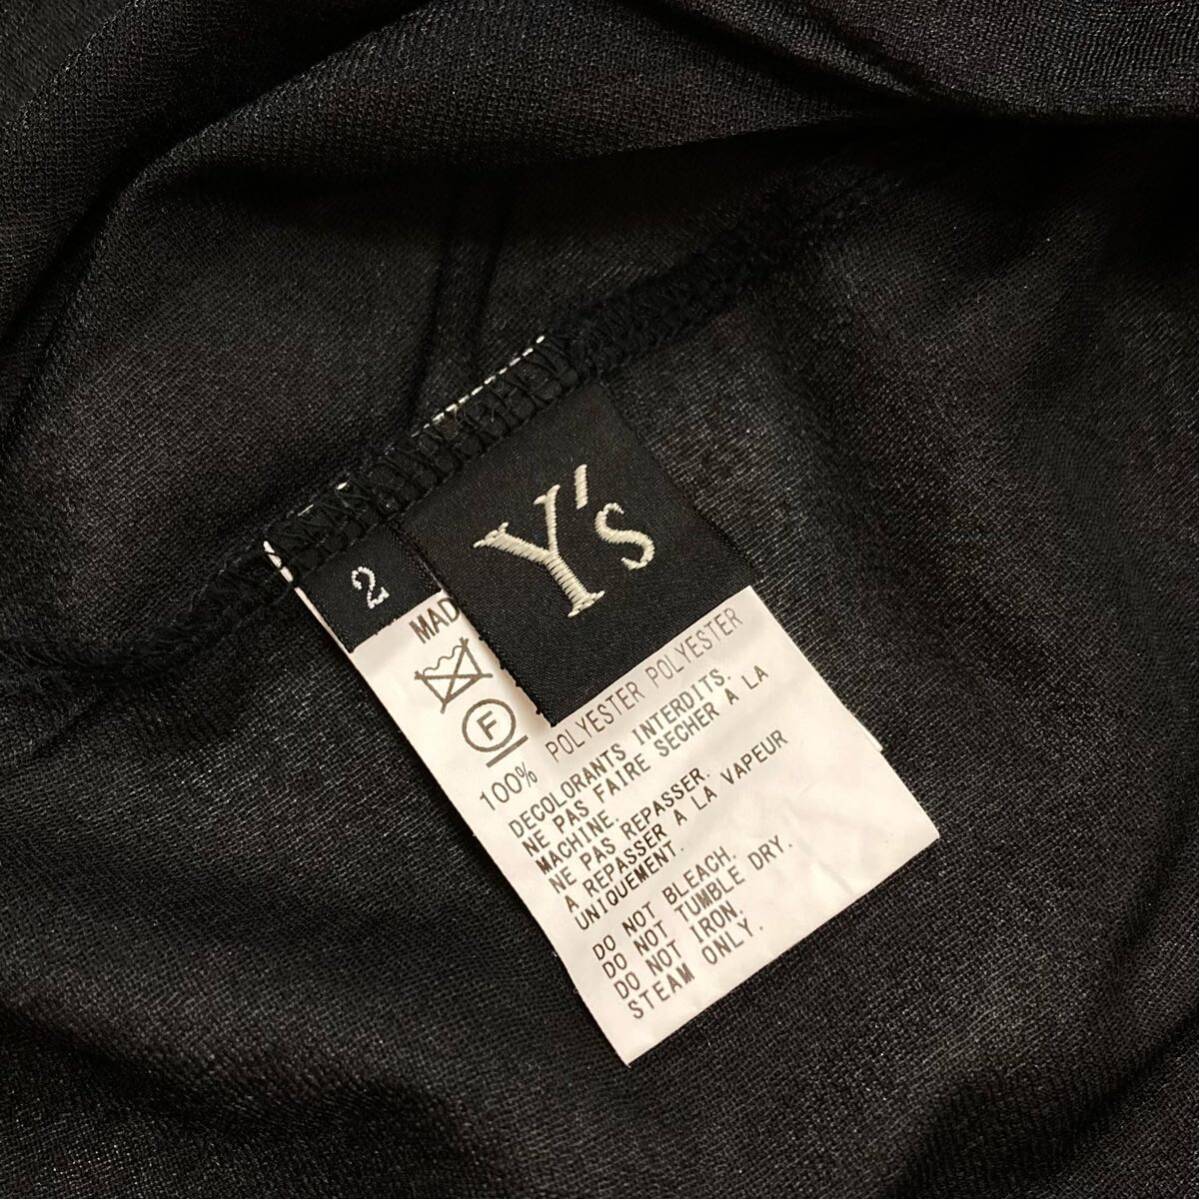 Y's
2
MAD
F
100% POLYESTER POLYESTER
DECOLORANTS INTERDITS.
NE PAS FAIRE SECHER A LA
MACHINE.
NE PAS REPASSER.
A REPASSER A LA VAPEUR
UNIQUEMENT.
DO NOT BLEACH.
DO NOT TUMBLE DRY.
DO NOT IRON.
STEAM ONLY.